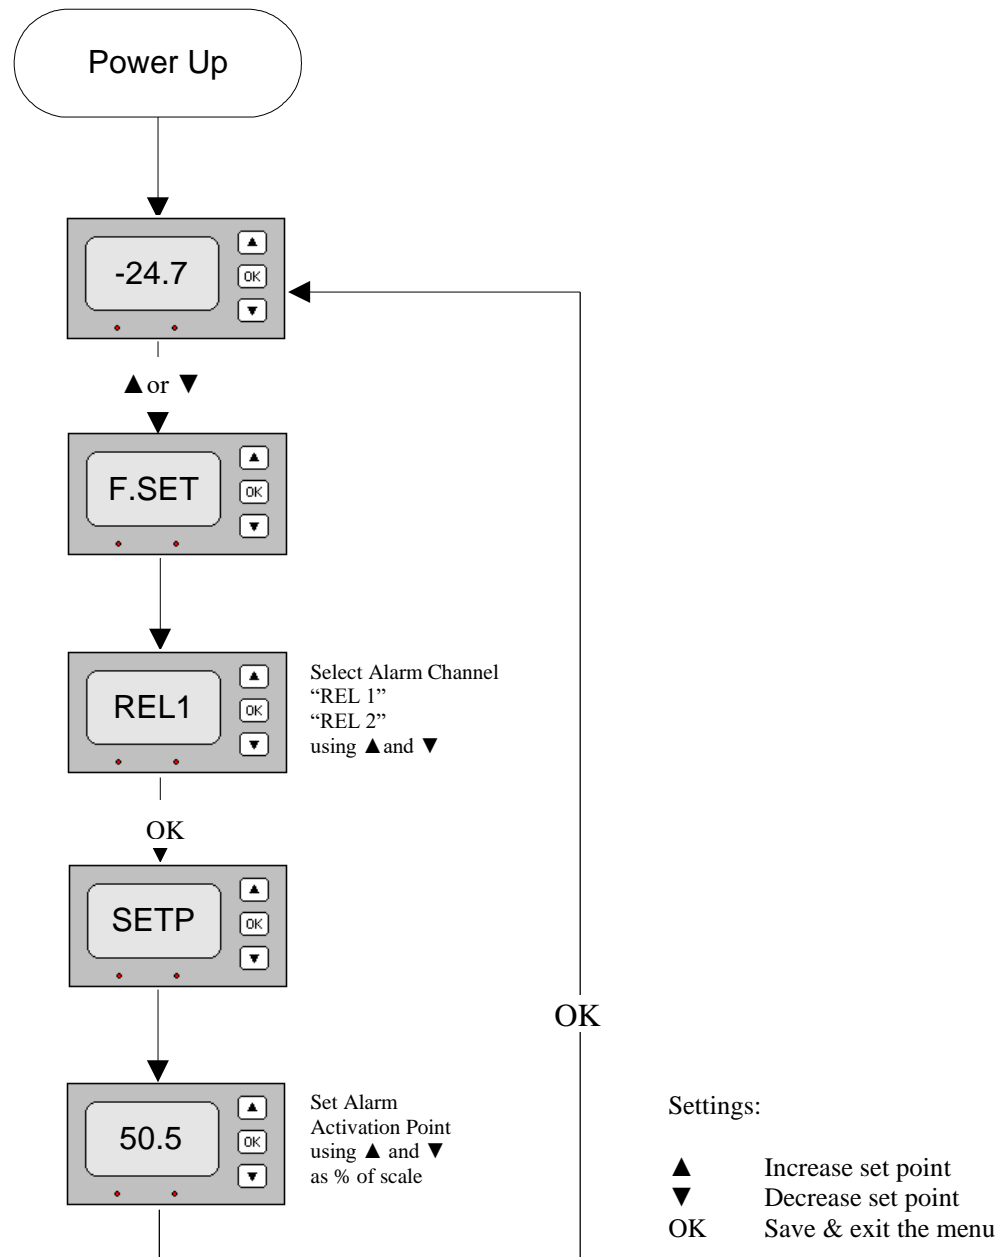 Power Up
-24.7
▲
OK
▼
▲ or ▼
F.SET
▲
OK
▼
REL1
▲
OK
▼
Select Alarm Channel
“REL 1”
“REL 2”
using ▲ and ▼
OK
SETP
▲
OK
▼
OK
50.5
▲
OK
▼
Set Alarm
Activation Point
using ▲ and ▼
as % of scale
Settings:
▲ Increase set point
▼ Decrease set point
OK Save & exit the menu